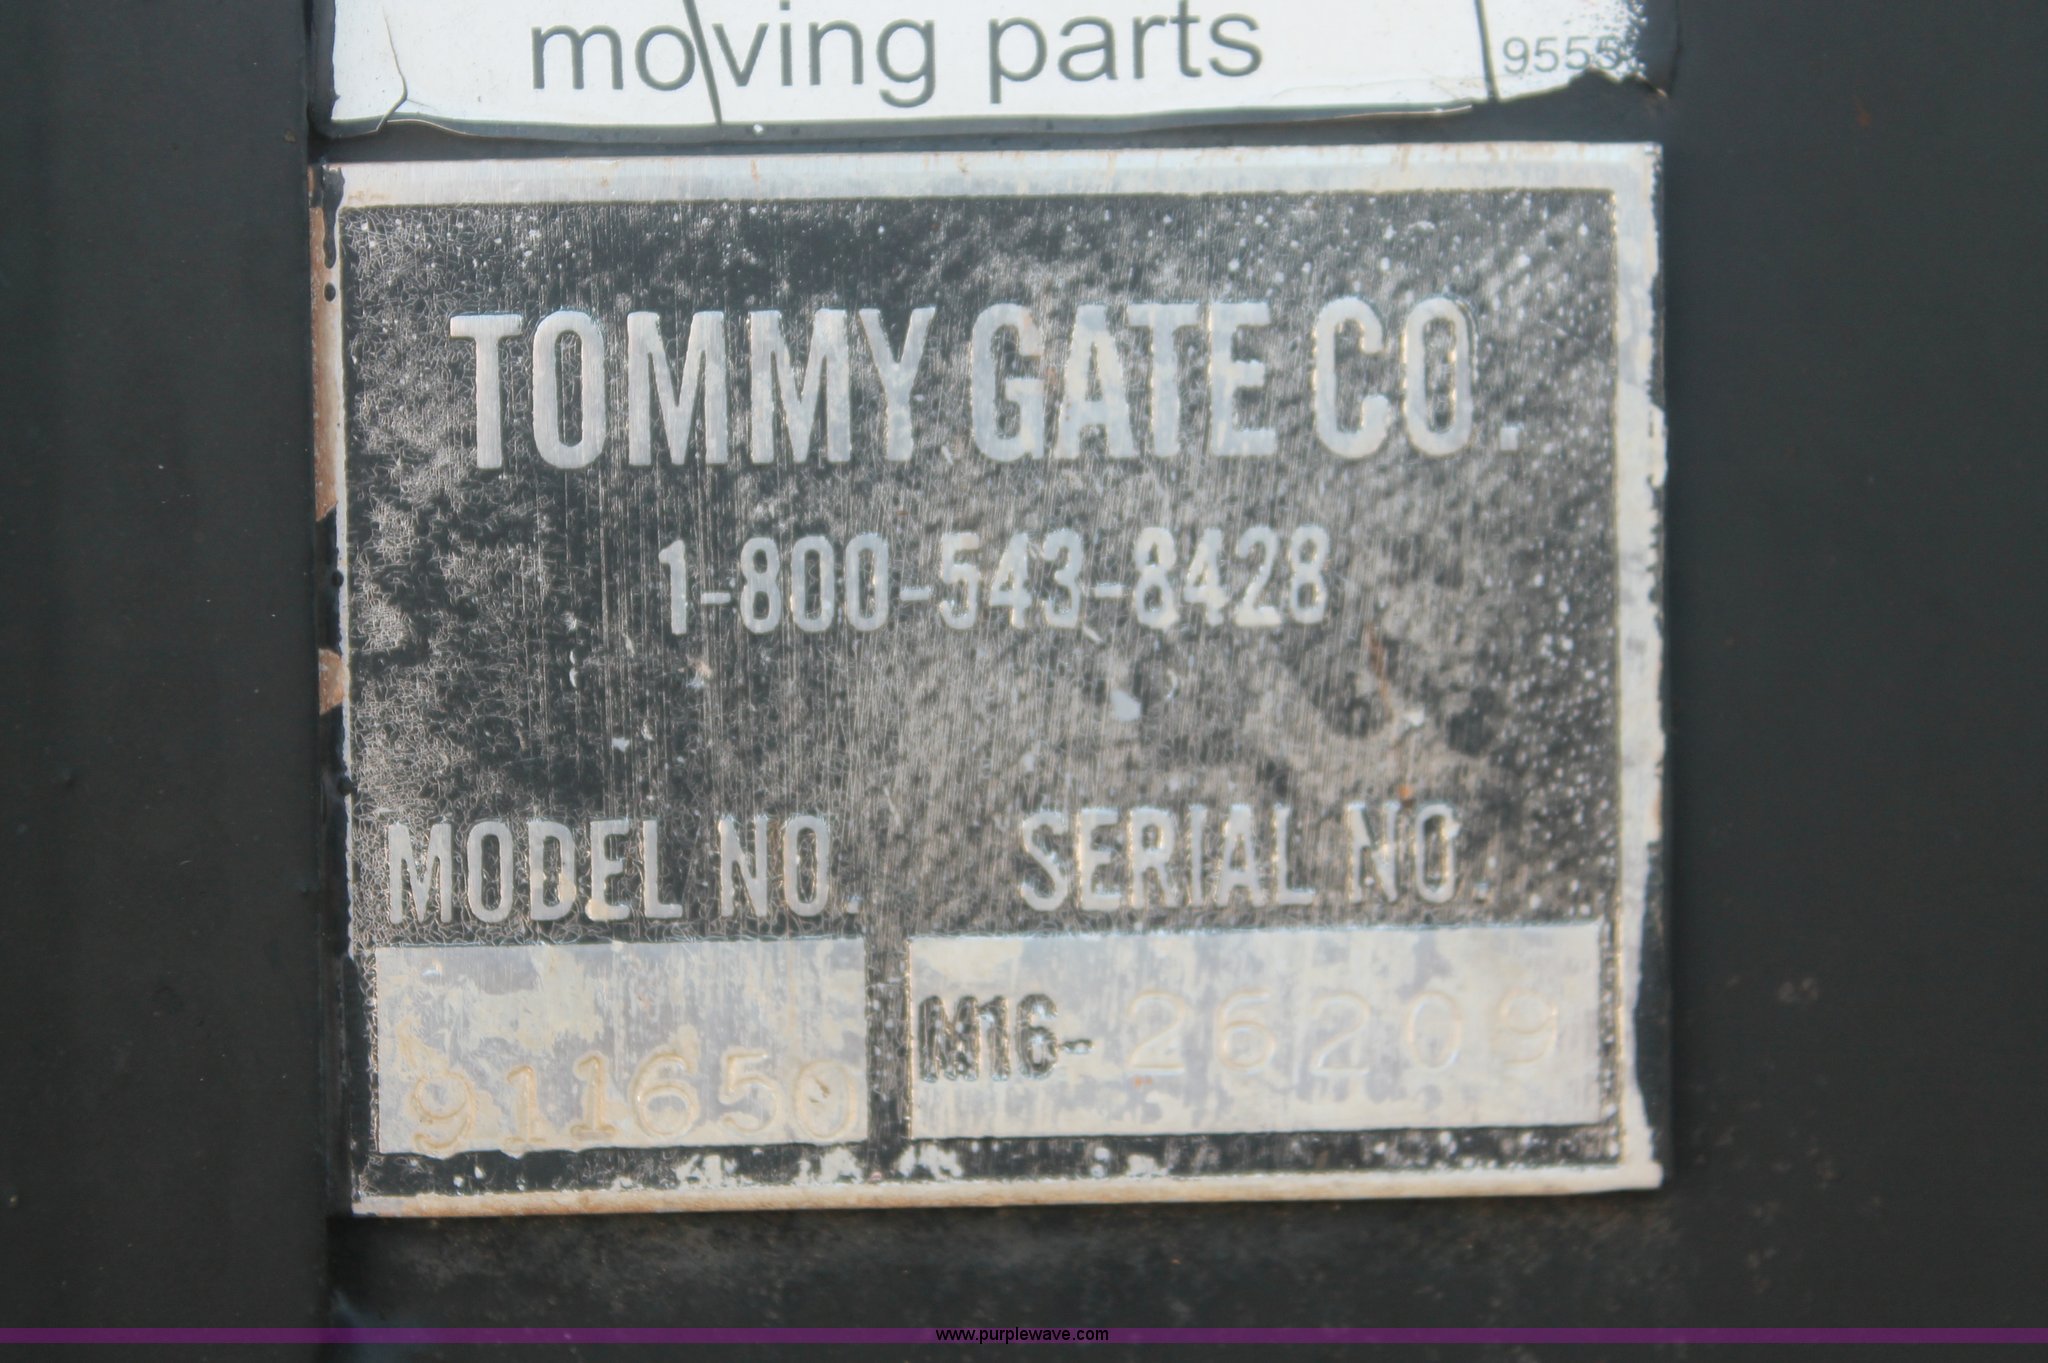 moving parts
9555
TOMMY GATE CO.
1-800-543-8428
MODEL NO. SERIAL NO.
911650 M16-26209
www.purplewave.com